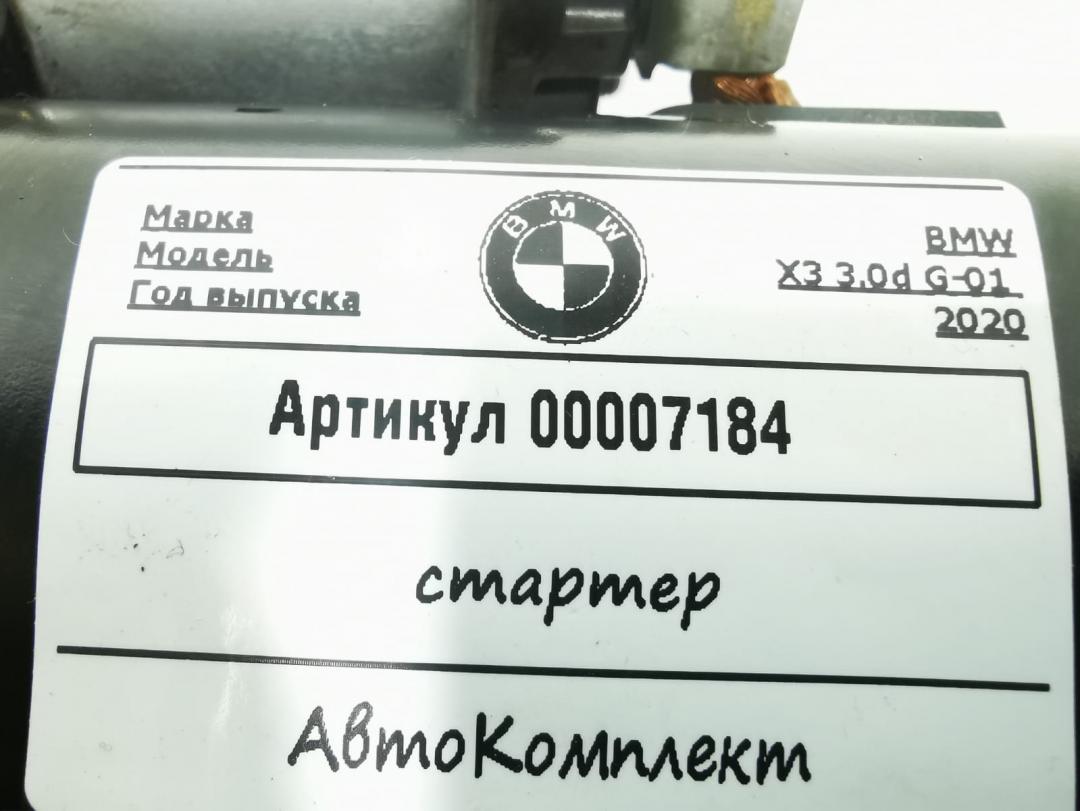 Марка
Модель
Год выпуска
BMW
BMW
X3 3.0d G-01
2020
Артикул 00007184
стартер
АвтоКомплект